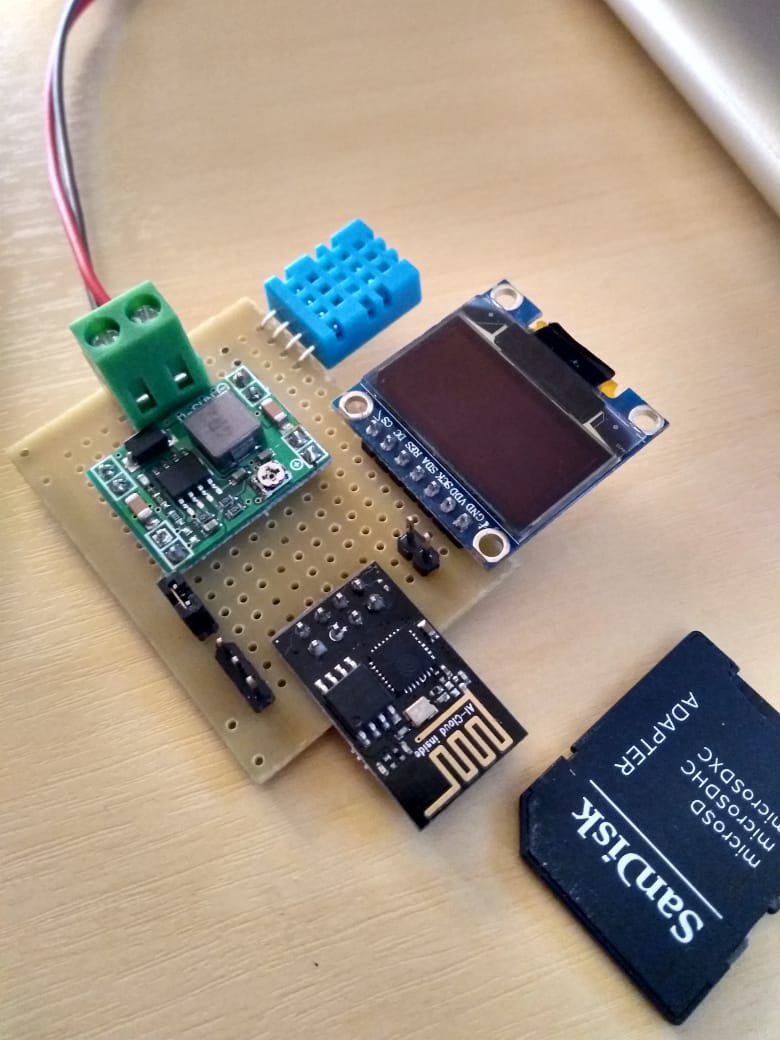 CS
DC
RES
SDA
SCK
VDD
GND
AI-Cloud inside
SanDisk
ADAPTER
microSD
microSDHC
microSDXC